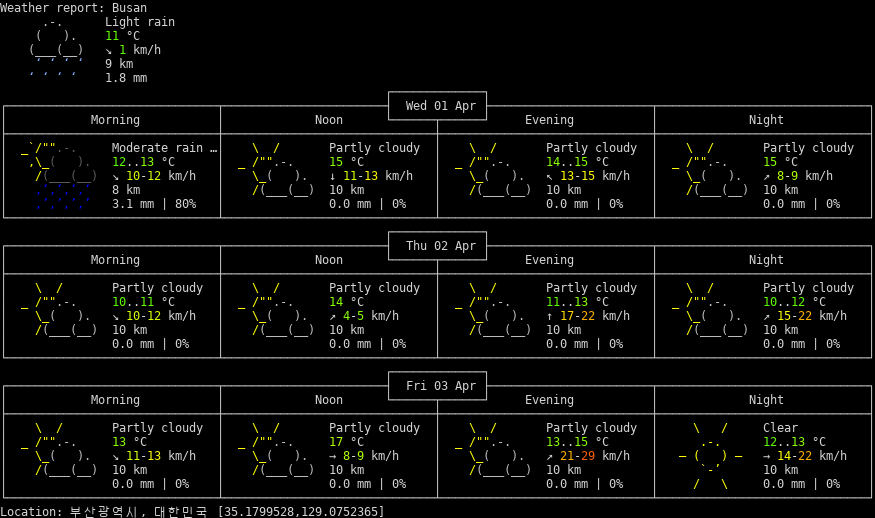 Weather report: Busan
Light rain
11 °C
↘ 1 km/h
9 km
1.8 mm
Wed 01 Apr
Morning Noon Evening Night
Moderate rain … Partly cloudy Partly cloudy Partly cloudy
12..13 °C 15 °C 14..15 °C 15 °C
↘ 10-12 km/h ↓ 11-13 km/h ↖ 13-15 km/h ↗ 8-9 km/h
8 km 10 km 10 km 10 km
3.1 mm | 80% 0.0 mm | 0% 0.0 mm | 0% 0.0 mm | 0%
Thu 02 Apr
Morning Noon Evening Night
Partly cloudy Partly cloudy Partly cloudy Partly cloudy
10..11 °C 14 °C 11..13 °C 10..12 °C
↘ 10-12 km/h ↗ 4-5 km/h ↑ 17-22 km/h ↗ 15-22 km/h
10 km 10 km 10 km 10 km
0.0 mm | 0% 0.0 mm | 0% 0.0 mm | 0% 0.0 mm | 0%
Fri 03 Apr
Morning Noon Evening Night
Partly cloudy Partly cloudy Partly cloudy Clear
13 °C 17 °C 13..15 °C 12..13 °C
↘ 11-13 km/h → 8-9 km/h ↗ 21-29 km/h → 14-22 km/h
10 km 10 km 10 km 10 km
0.0 mm | 0% 0.0 mm | 0% 0.0 mm | 0% 0.0 mm | 0%
Location: 부산광역시, 대한민국 [35.1799528,129.0752365]